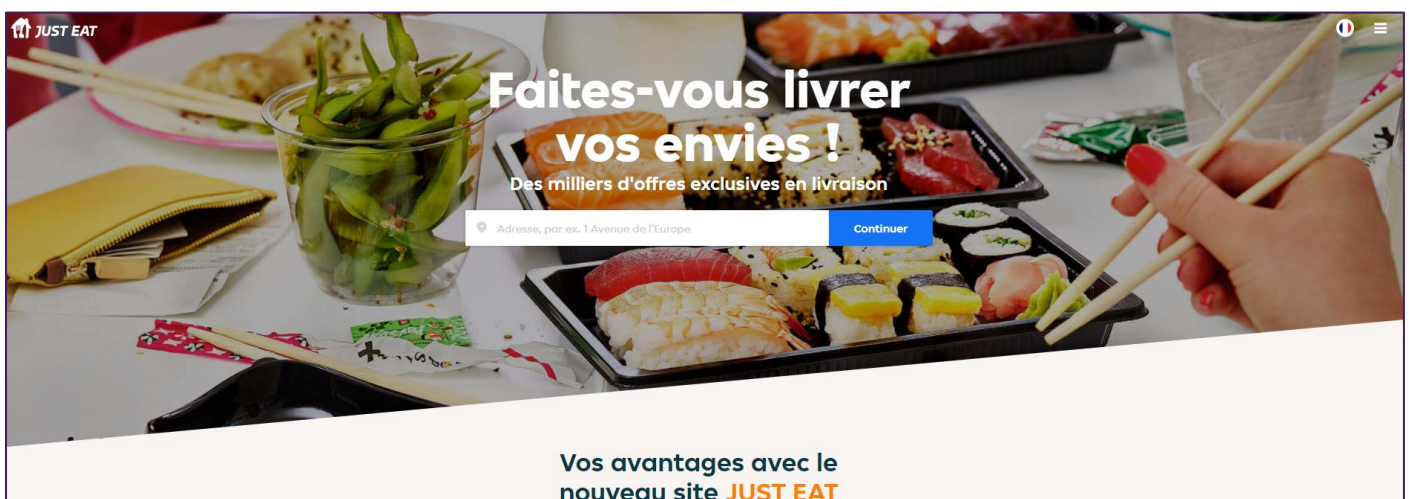 JUST EAT
Faites-vous livrer
vos envies !
Des milliers d'offres exclusives en livraison
Adresse, par ex. 1 Avenue de l'Europe
Continuer
Vos avantages avec le
nouveau site JUST EAT